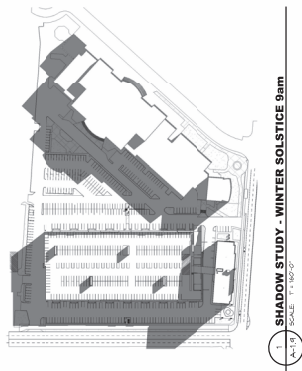 1
A-1.9
SHADOW STUDY - WINTER SOLSTICE 9am
SCALE: 1" = 160'-0"